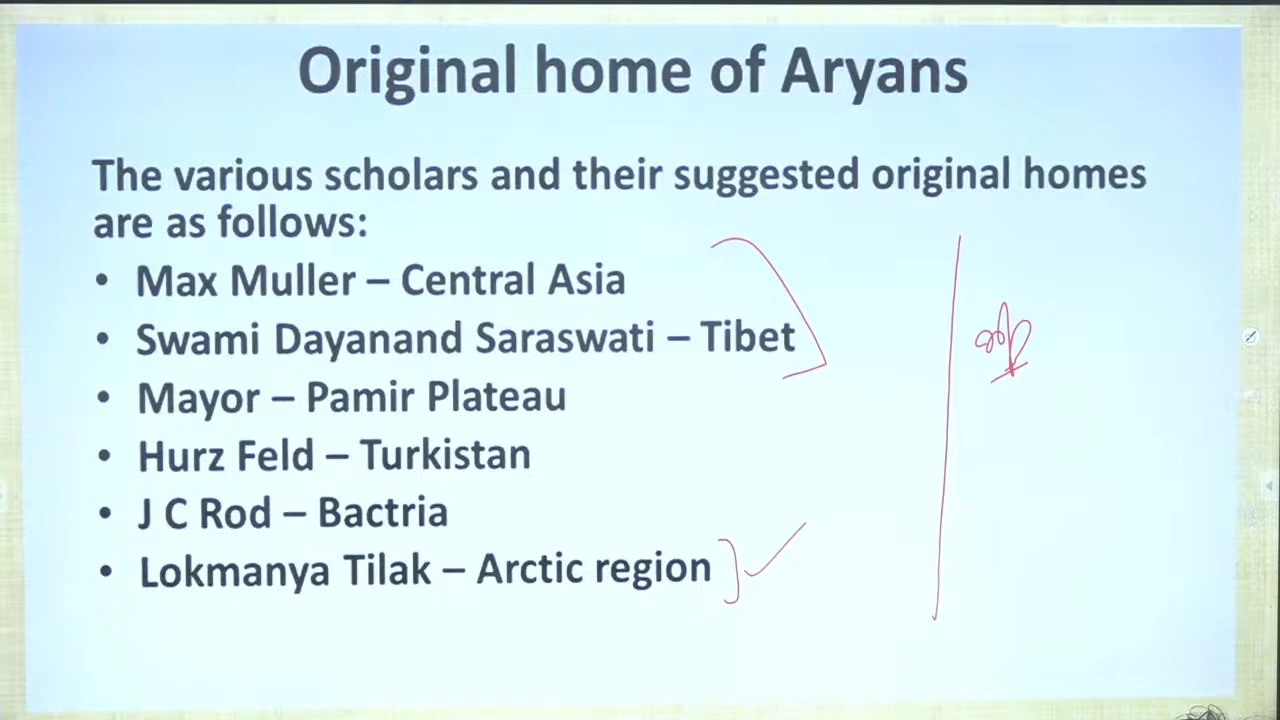 Original home of Aryans
The various scholars and their suggested original homes
are as follows:
• Max Muller – Central Asia
• Swami Dayanand Saraswati – Tibet
• Mayor – Pamir Plateau
• Hurz Feld – Turkistan
• J C Rod – Bactria
• Lokmanya Tilak – Arctic region